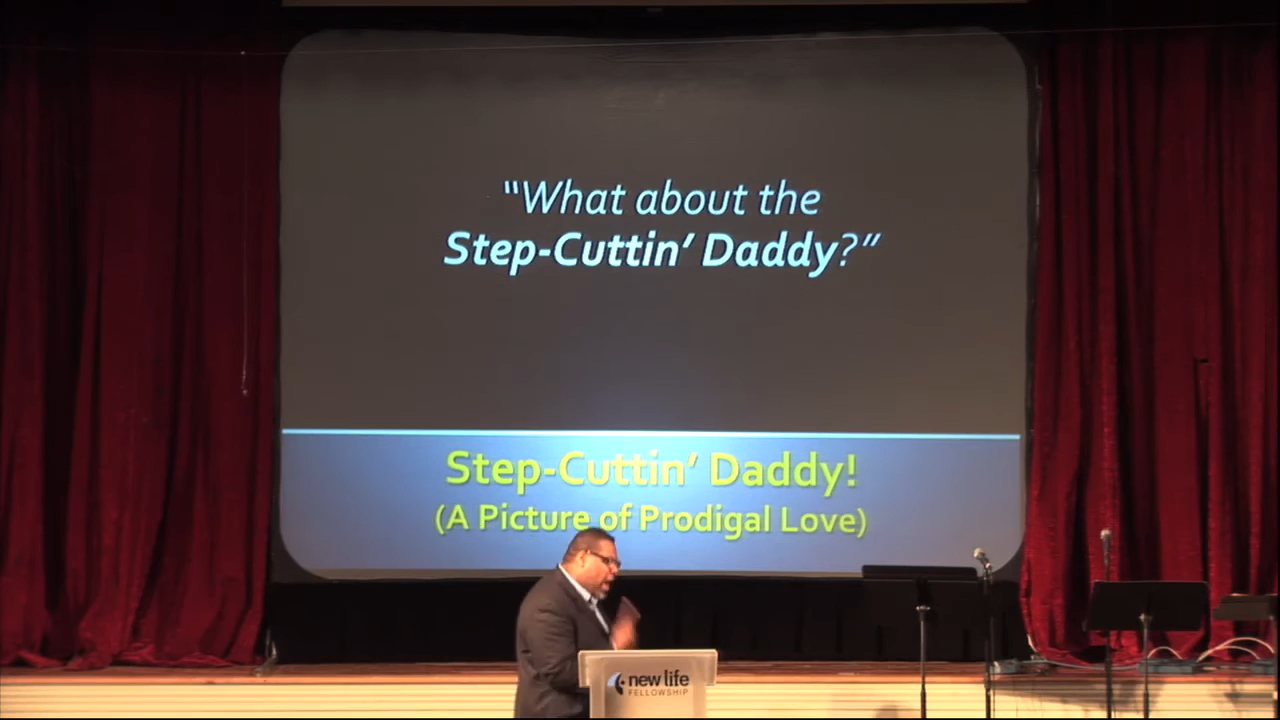 “What about the
Step-Cuttin’ Daddy?”
Step-Cuttin’ Daddy!
(A Picture of Prodigal Love)
new life
FELLOWSHIP